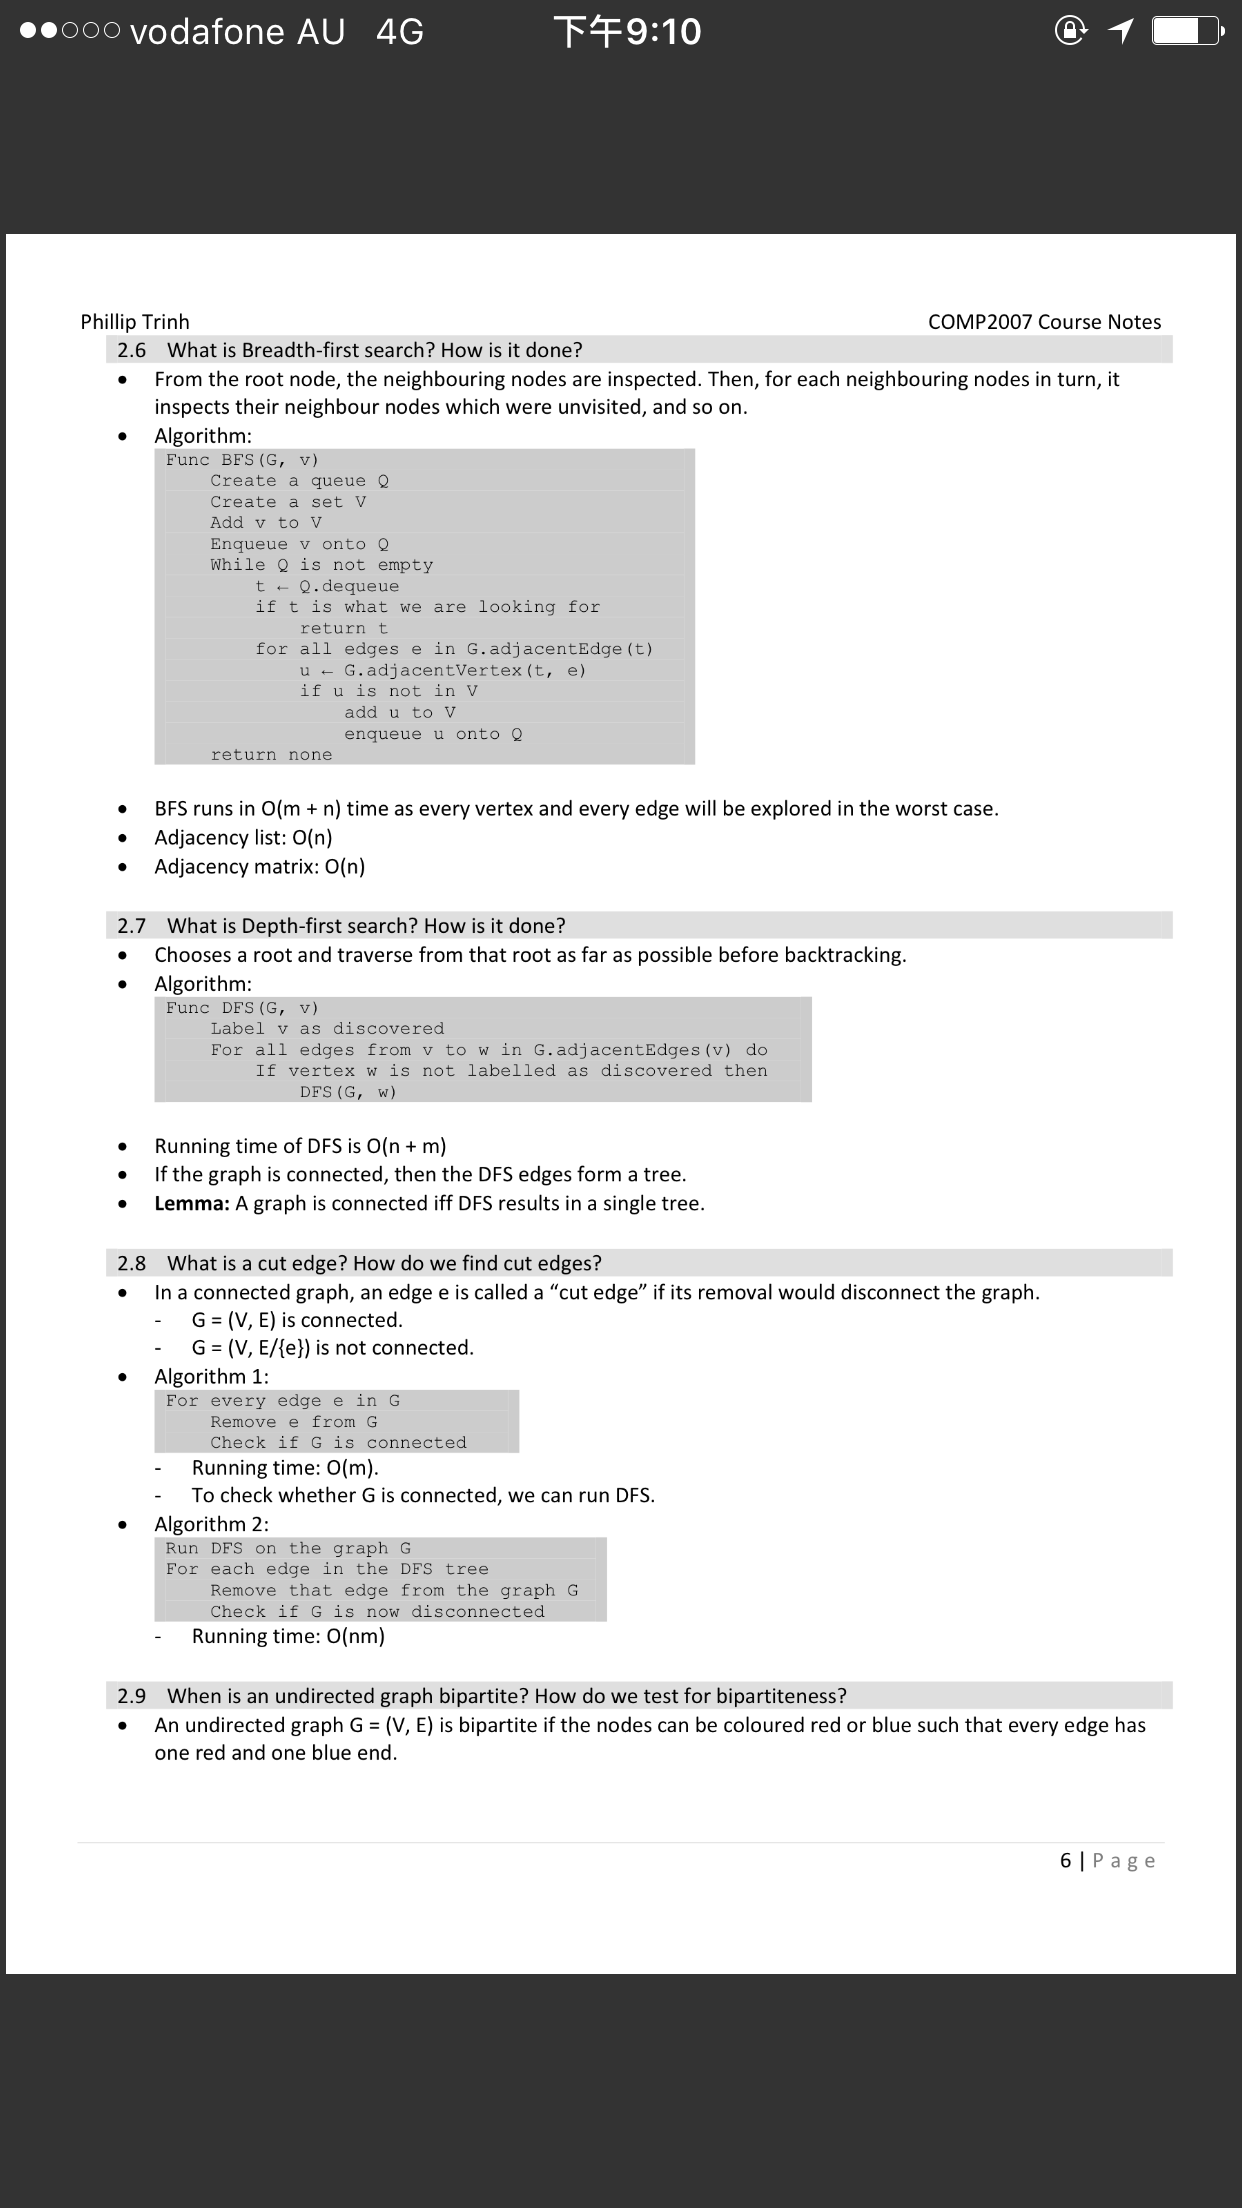 vodafone AU 4G 下午9:10
Phillip Trinh COMP2007 Course Notes
2.6 What is Breadth-first search? How is it done?
• From the root node, the neighbouring nodes are inspected. Then, for each neighbouring nodes in turn, it
inspects their neighbour nodes which were unvisited, and so on.
• Algorithm:
Func BFS(G, v)
Create a queue Q
Create a set V
Add v to V
Enqueue v onto Q
While Q is not empty
t ← Q.dequeue
if t is what we are looking for
return t
for all edges e in G.adjacentEdge(t)
u ← G.adjacentVertex(t, e)
if u is not in V
add u to V
enqueue u onto Q
return none
• BFS runs in O(m + n) time as every vertex and every edge will be explored in the worst case.
• Adjacency list: O(n)
• Adjacency matrix: O(n)
2.7 What is Depth-first search? How is it done?
• Chooses a root and traverse from that root as far as possible before backtracking.
• Algorithm:
Func DFS(G, v)
Label v as discovered
For all edges from v to w in G.adjacentEdges(v) do
If vertex w is not labelled as discovered then
DFS(G, w)
• Running time of DFS is O(n + m)
• If the graph is connected, then the DFS edges form a tree.
• Lemma: A graph is connected iff DFS results in a single tree.
2.8 What is a cut edge? How do we find cut edges?
• In a connected graph, an edge e is called a “cut edge” if its removal would disconnect the graph.
- G = (V, E) is connected.
- G = (V, E/{e}) is not connected.
• Algorithm 1:
For every edge e in G
Remove e from G
Check if G is connected
- Running time: O(m).
- To check whether G is connected, we can run DFS.
• Algorithm 2:
Run DFS on the graph G
For each edge in the DFS tree
Remove that edge from the graph G
Check if G is now disconnected
- Running time: O(nm)
2.9 When is an undirected graph bipartite? How do we test for bipartiteness?
• An undirected graph G = (V, E) is bipartite if the nodes can be coloured red or blue such that every edge has
one red and one blue end.
6 | Page